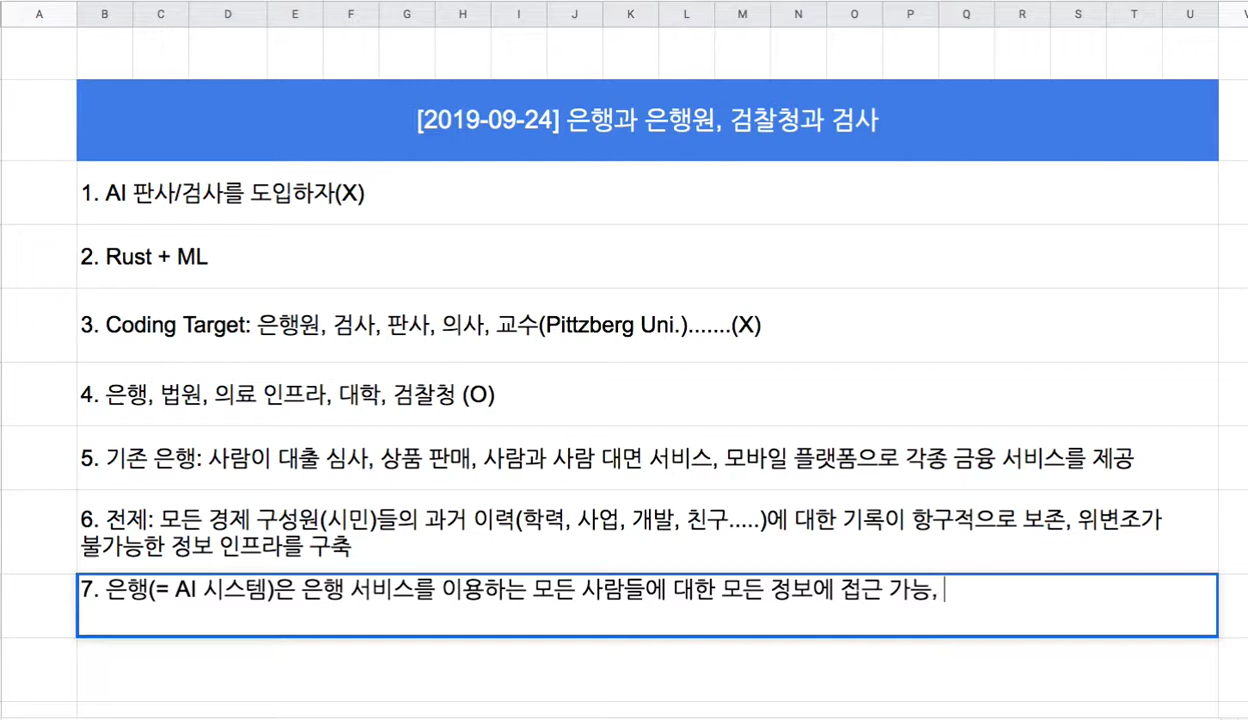 A B C D E F G H I J K L M N O P Q R S T U
[2019-09-24] 은행과 은행원, 검찰청과 검사
1. AI 판사/검사를 도입하자(X)
2. Rust + ML
3. Coding Target: 은행원, 검사, 판사, 의사, 교수(Pittzberg Uni.).......(X)
4. 은행, 법원, 의료 인프라, 대학, 검찰청 (O)
5. 기존 은행: 사람이 대출 심사, 상품 판매, 사람과 사람 대면 서비스, 모바일 플랫폼으로 각종 금융 서비스를 제공
6. 전제: 모든 경제 구성원(시민)들의 과거 이력(학력, 사업, 개발, 친구.....)에 대한 기록이 항구적으로 보존, 위변조가
불가능한 정보 인프라를 구축
7. 은행(= AI 시스템)은 은행 서비스를 이용하는 모든 사람들에 대한 모든 정보에 접근 가능,